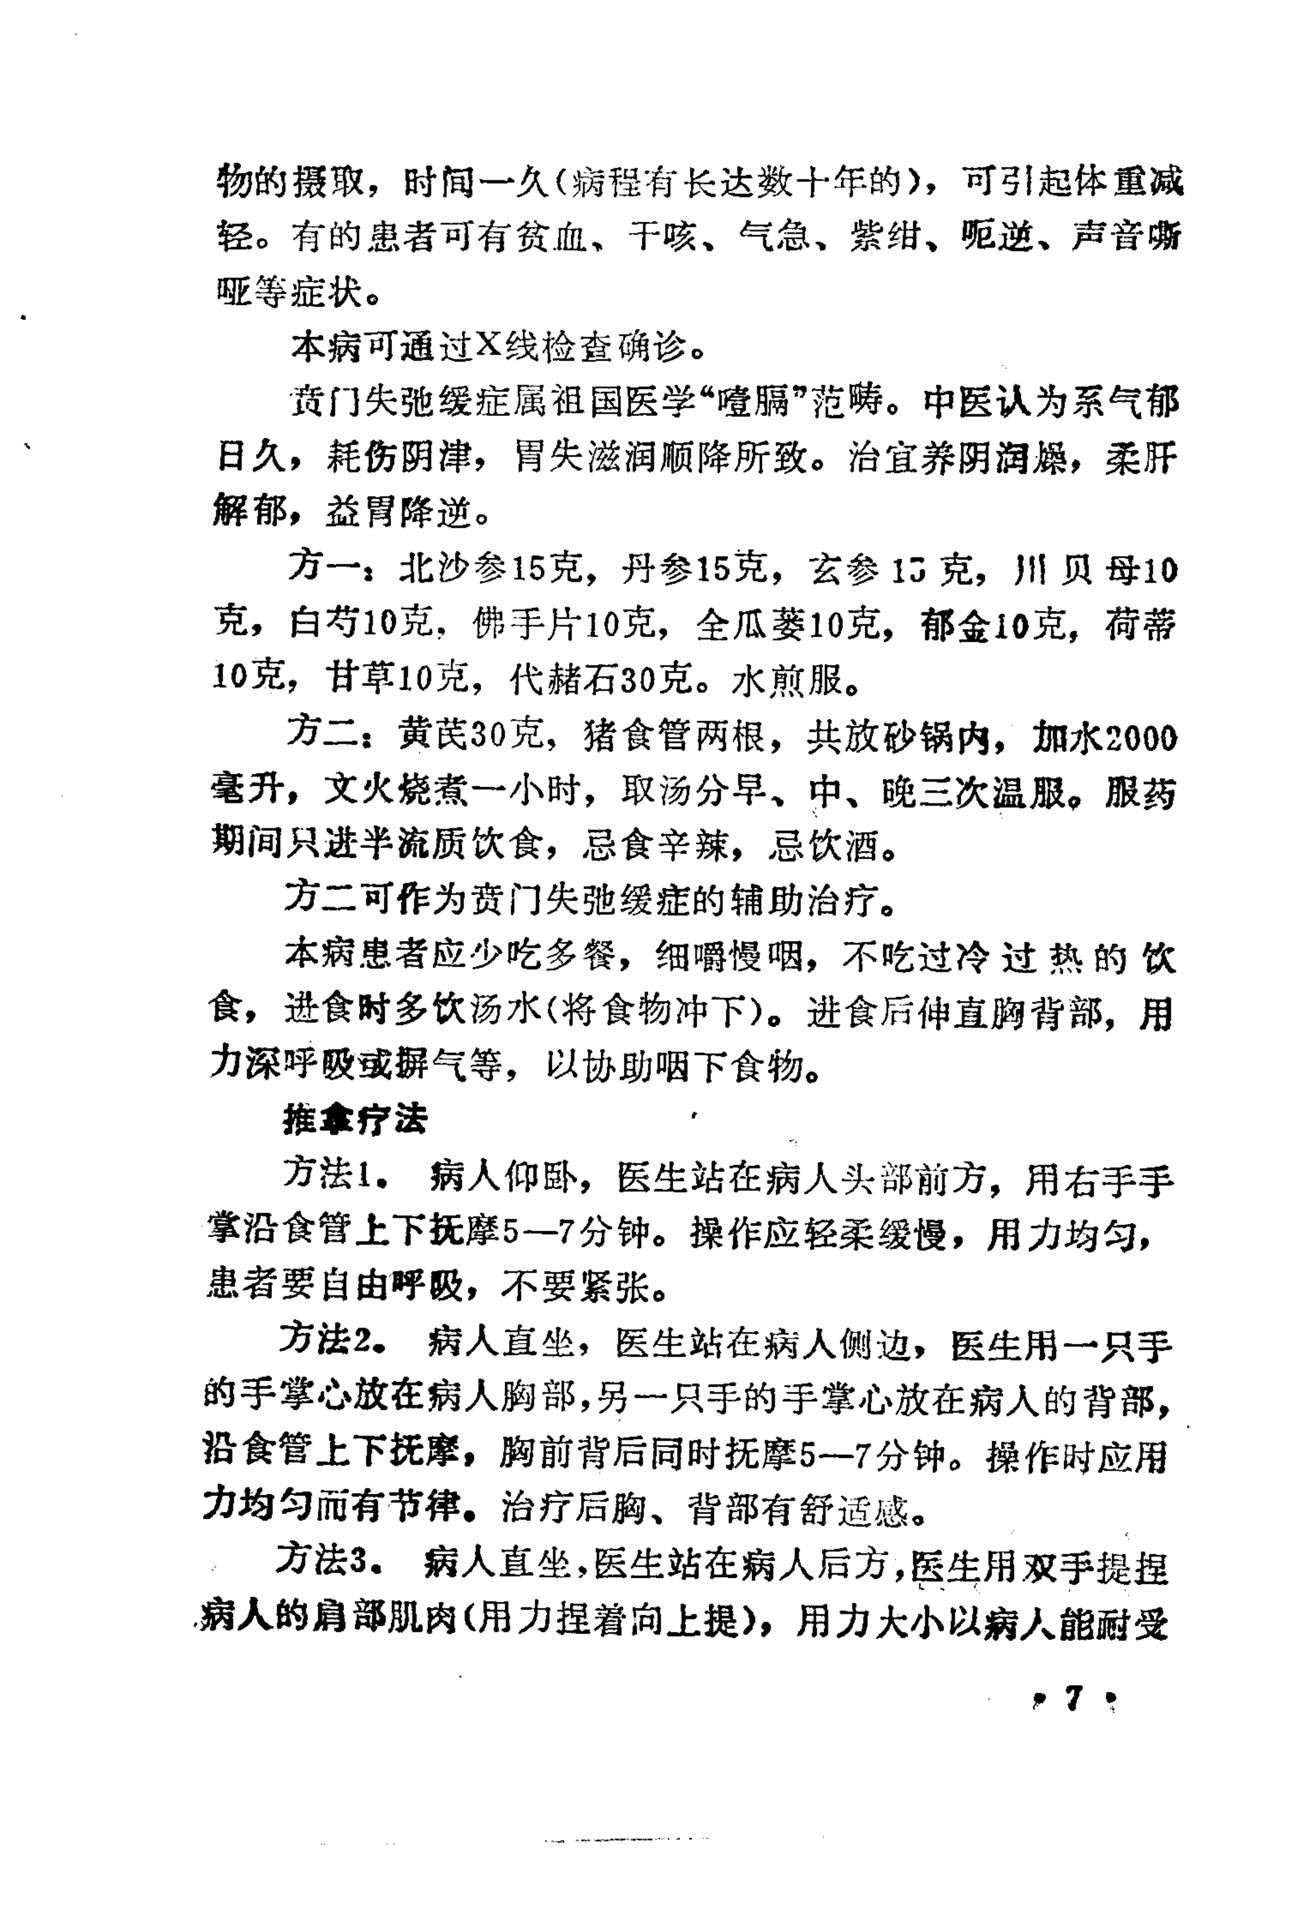 物的摄取，时间一久(病程有长达数十年的)，可引起体重减
轻。有的患者可有贫血、干咳、气急、紫绀、呃逆、声音嘶
哑等症状。
本病可通过X线检查确诊。
贲门失弛缓症属祖国医学“噎膈”范畴。中医认为系气郁
日久，耗伤阴津，胃失滋润顺降所致。治宜养阴润燥，柔肝
解郁，益胃降逆。
方一：北沙参15克，丹参15克，玄参15克，川贝母10
克，白芍10克，佛手片10克，全瓜蒌10克，郁金10克，荷蒂
10克，甘草10克，代赭石30克。水煎服。
方二：黄芪30克，猪食管两根，共放砂锅内，加水2000
毫升，文火烧煮一小时，取汤分早、中、晚三次温服。服药
期间只进半流质饮食，忌食辛辣，忌饮酒。
方二可作为贲门失弛缓症的辅助治疗。
本病患者应少吃多餐，细嚼慢咽，不吃过冷过热的饮
食，进食时多饮汤水(将食物冲下)。进食后伸直胸背部，用
力深呼吸或摒气等，以协助咽下食物。
推拿疗法
方法1． 病人仰卧，医生站在病人头部前方，用右手手
掌沿食管上下抚摩5—7分钟。操作应轻柔缓慢，用力均匀，
患者要自由呼吸，不要紧张。
方法2． 病人直坐，医生站在病人侧边，医生用一只手
的手掌心放在病人胸部，另一只手的手掌心放在病人的背部，
沿食管上下抚摩，胸前背后同时抚摩5—7分钟。操作时应用
力均匀而有节律。治疗后胸、背部有舒适感。
方法3． 病人直坐，医生站在病人后方，医生用双手提捏
病人的肩部肌肉(用力捏着向上提)，用力大小以病人能耐受
• 7 •